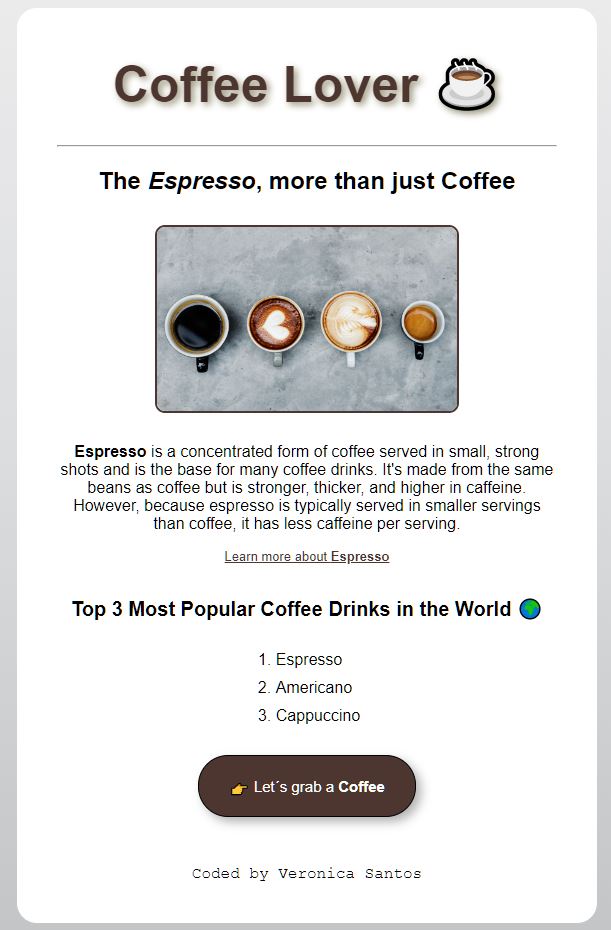 Coffee Lover ☕
The Espresso, more than just Coffee
Espresso is a concentrated form of coffee served in small, strong
shots and is the base for many coffee drinks. It's made from the same
beans as coffee but is stronger, thicker, and higher in caffeine.
However, because espresso is typically served in smaller servings
than coffee, it has less caffeine per serving.
Learn more about Espresso
Top 3 Most Popular Coffee Drinks in the World 🌍
1. Espresso
2. Americano
3. Cappuccino
👉 Let´s grab a Coffee
Coded by Veronica Santos